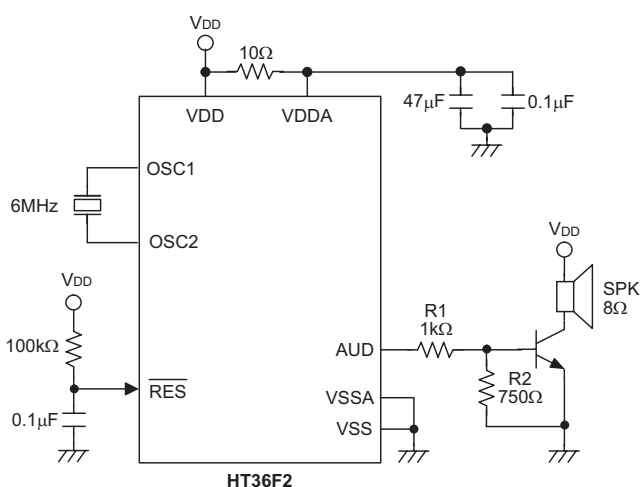 VDD
10Ω
VDD
VDDA
47μF
0.1μF
OSC1
6MHz
OSC2
VDD
VDD
SPK
8Ω
R1
1kΩ
100kΩ
AUD
RES
R2
750Ω
0.1μF
VSSA
VSS
HT36F2